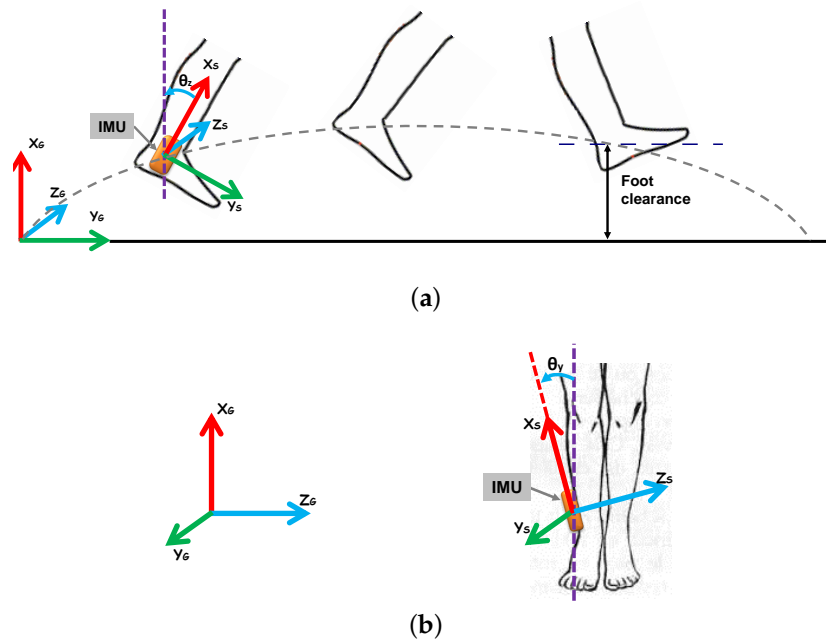 θz
XS
IMU
ZS
XG
ZG
YG
YS
Foot
clearance
(a)
θy
XG
XS
ZG
IMU
ZS
YS
YG
(b)